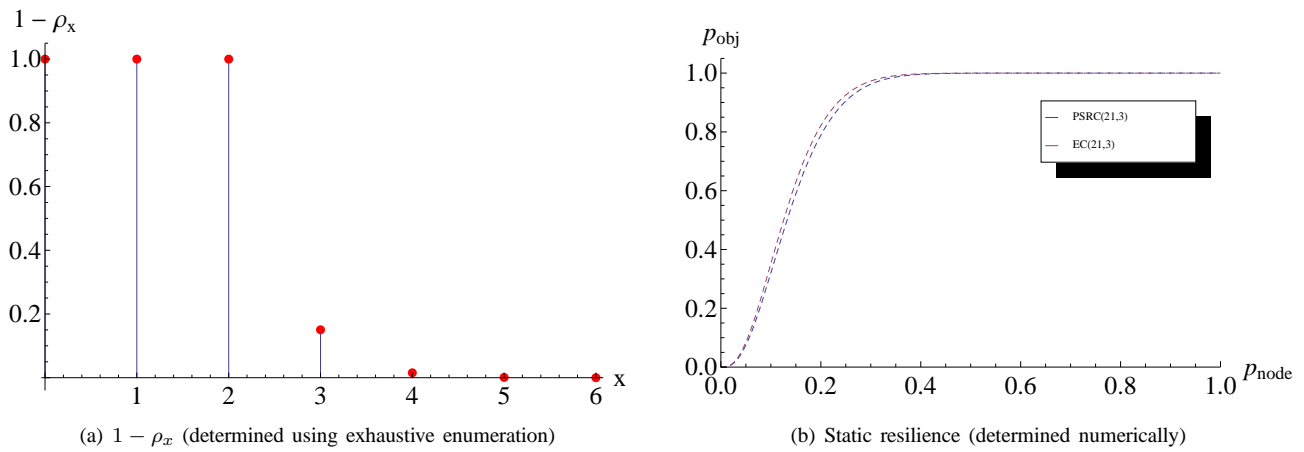 1 − ρx
1.0
0.8
0.6
0.4
0.2
1 2 3 4 5 6 x
(a) 1 − ρx (determined using exhaustive enumeration)
pobj
1.0
0.8
0.6
0.4
0.2
0.0
0.0 0.2 0.4 0.6 0.8 1.0 pnode
PSRC(21,3)
EC(21,3)
(b) Static resilience (determined numerically)